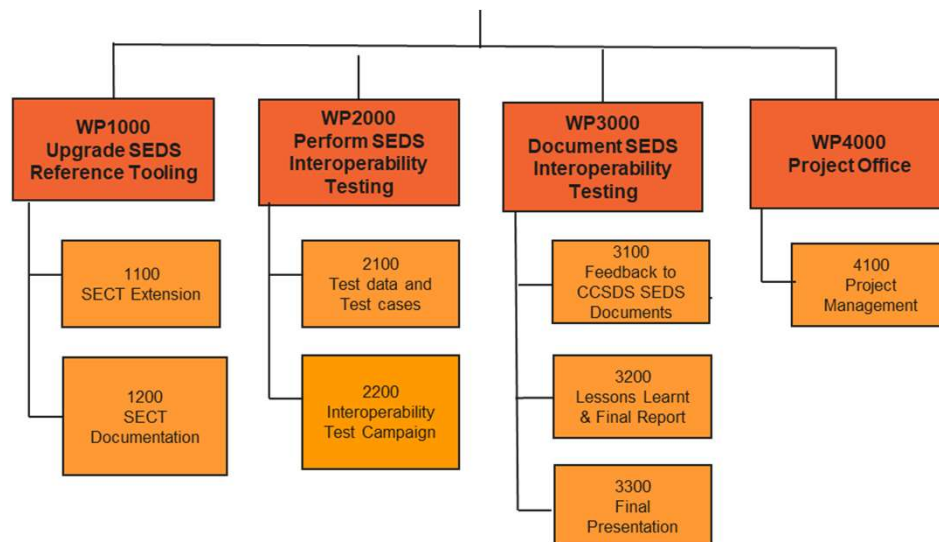 WP1000
Upgrade SEDS
Reference Tooling
WP2000
Perform SEDS
Interoperability
Testing
WP3000
Document SEDS
Interoperability
Testing
WP4000
Project Office
1100
SECT Extension
1200
SECT
Documentation
2100
Test data and
Test cases
2200
Interoperability
Test Campaign
3100
Feedback to
CCSDS SEDS
Documents
3200
Lessons Learnt
& Final Report
3300
Final
Presentation
4100
Project
Management